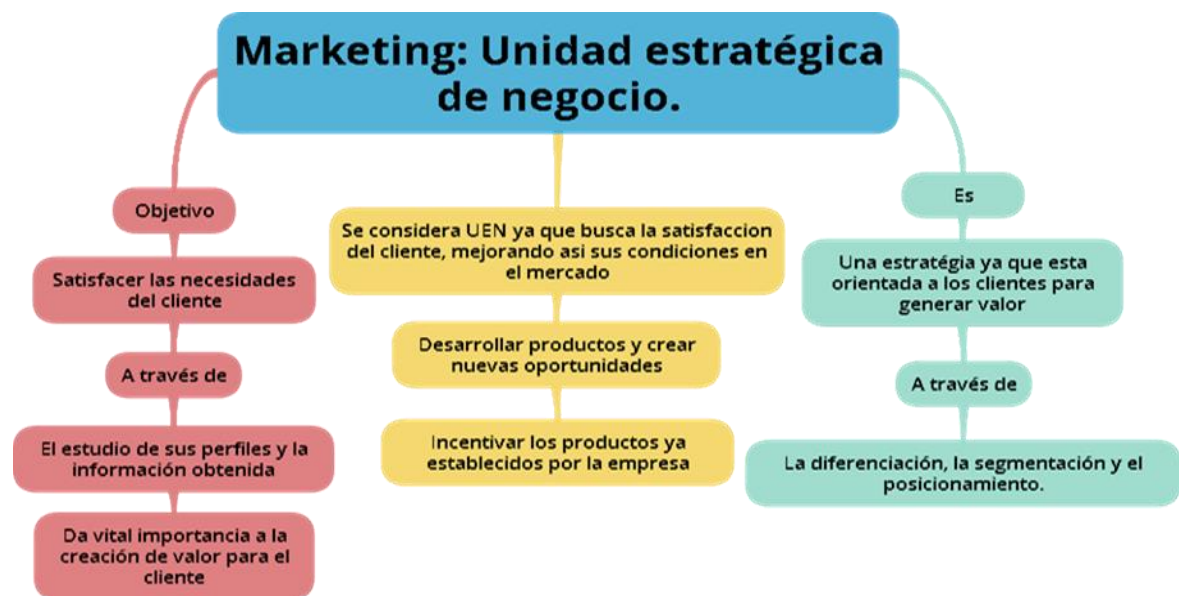 Marketing: Unidad estratégica
de negocio.
Objetivo
Satisfacer las necesidades
del cliente
A través de
El estudio de sus perfiles y la
información obtenida
Da vital importancia a la
creación de valor para el
cliente
Se considera UEN ya que busca la satisfaccion
del cliente, mejorando asi sus condiciones en
el mercado
Desarrollar productos y crear
nuevas oportunidades
Incentivar los productos ya
establecidos por la empresa
Es
Una estratégia ya que esta
orientada a los clientes para
generar valor
A través de
La diferenciación, la segmentación y el
posicionamiento.